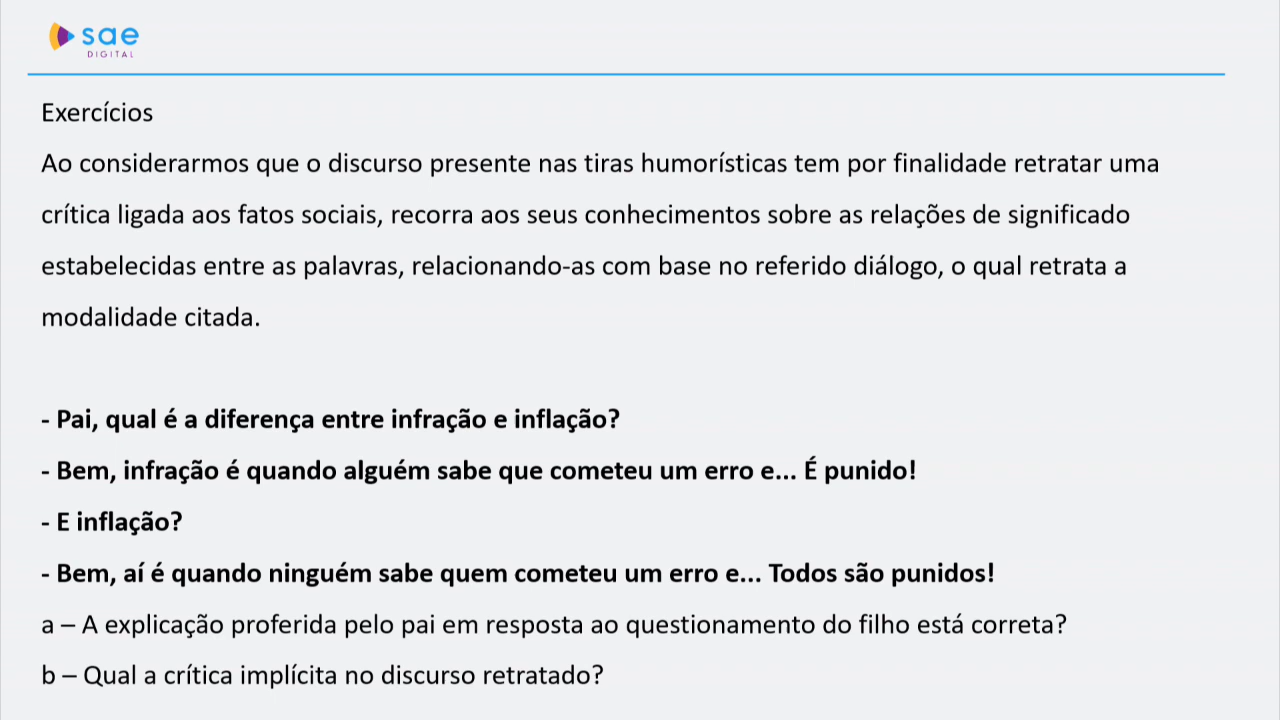 sae
DIGITAL
Exercícios
Ao considerarmos que o discurso presente nas tiras humorísticas tem por finalidade retratar uma
crítica ligada aos fatos sociais, recorra aos seus conhecimentos sobre as relações de significado
estabelecidas entre as palavras, relacionando-as com base no referido diálogo, o qual retrata a
modalidade citada.
- Pai, qual é a diferença entre infração e inflação?
- Bem, infração é quando alguém sabe que cometeu um erro e... É punido!
- E inflação?
- Bem, aí é quando ninguém sabe quem cometeu um erro e... Todos são punidos!
a – A explicação proferida pelo pai em resposta ao questionamento do filho está correta?
b – Qual a crítica implícita no discurso retratado?